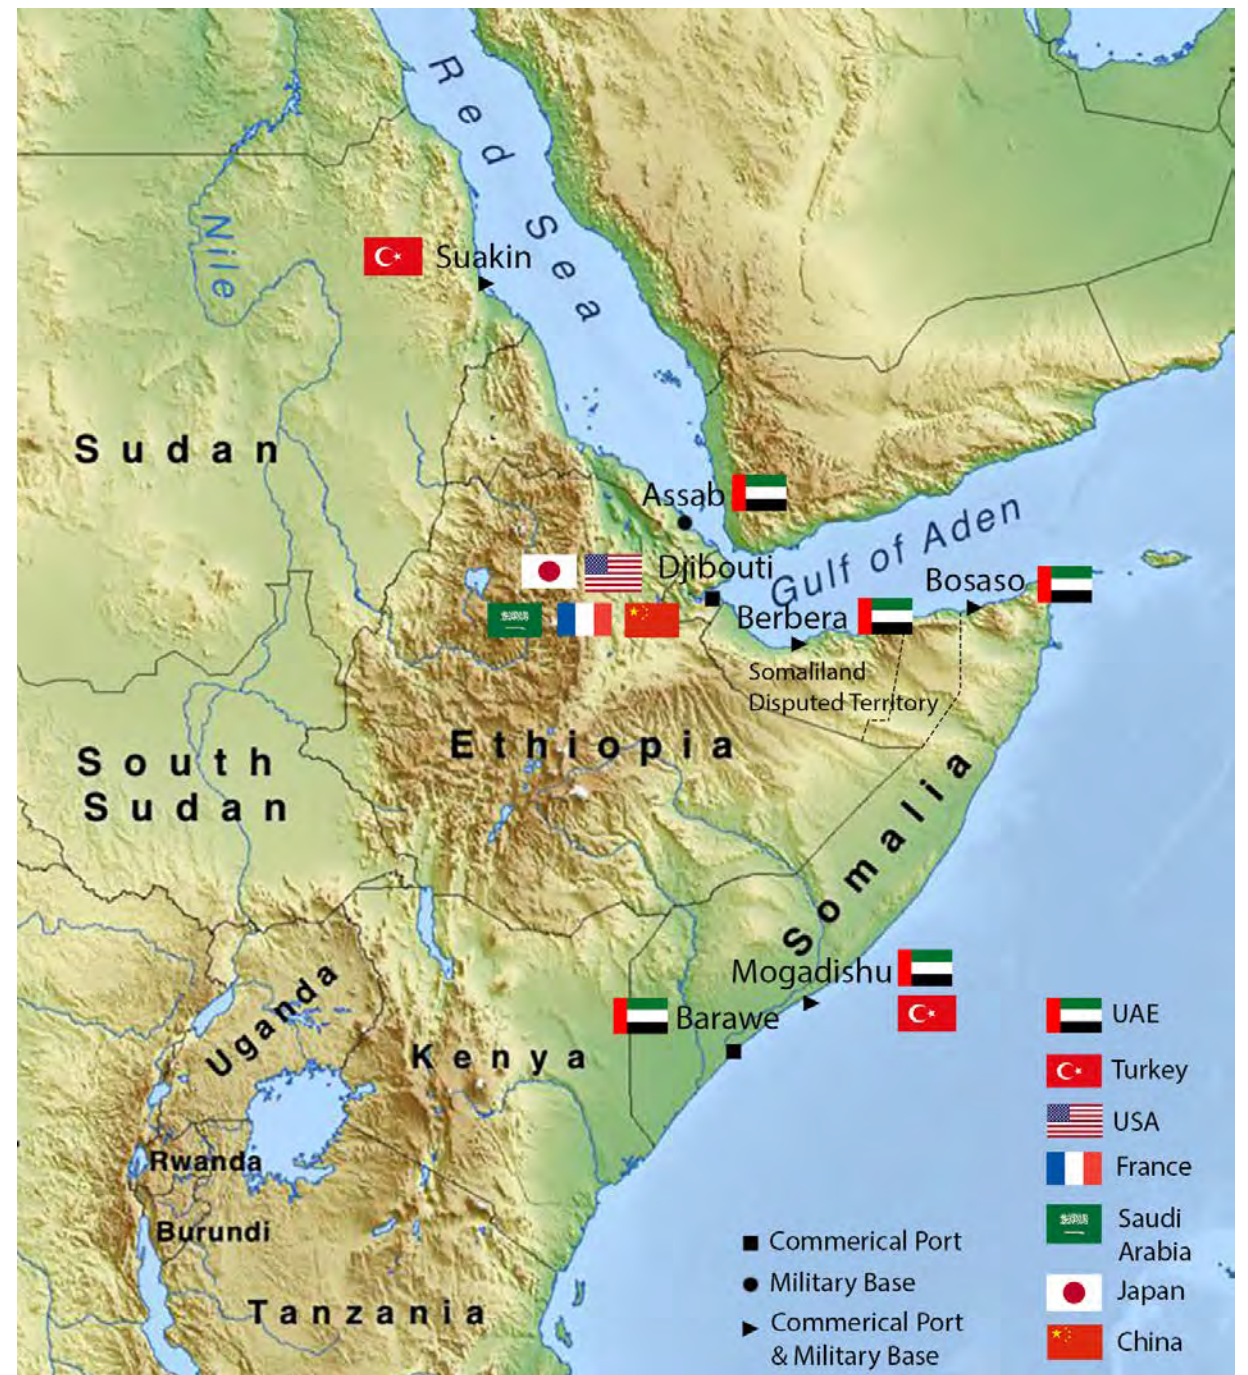 Red Sea
Nile
Suakin
Sudan
Assab
Gulf of Aden
Djibouti
Bosaso
Berbera
Somaliland
Disputed Territory
Ethiopia
South
Sudan
Somalia
Mogadishu
Barawe
Uganda
Kenya
Rwanda
Burundi
Tanzania
UAE
Turkey
USA
France
Saudi
Arabia
Japan
China
Commerical Port
Military Base
Commerical Port
& Military Base